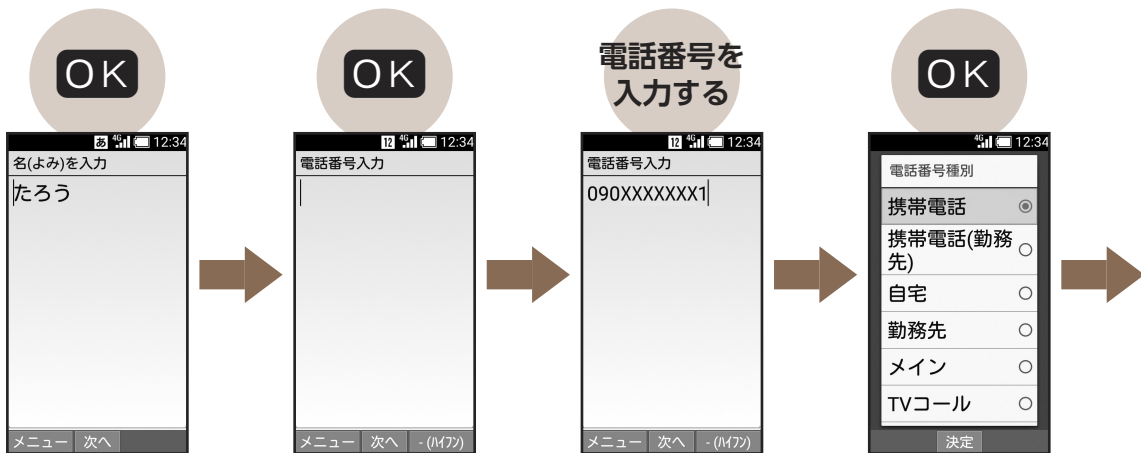 OK
OK
電話番号を
入力する
OK
あ 4G 12:34
名(よみ)を入力
たろう
メニュー 次へ
12 4G 12:34
電話番号入力
メニュー 次へ - (ﾊｲﾌﾝ)
12 4G 12:34
電話番号入力
090XXXXXXX1
メニュー 次へ - (ﾊｲﾌﾝ)
4G 12:34
電話番号種別
携帯電話
携帯電話(勤務
先)
自宅
勤務先
メイン
TVコール
決定